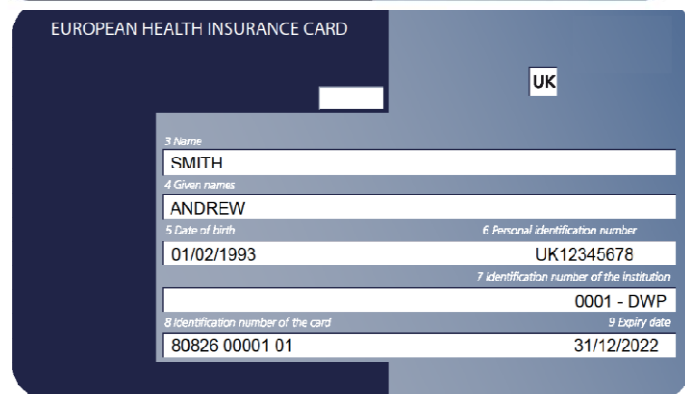 EUROPEAN HEALTH INSURANCE CARD
UK
3 Name
SMITH
4 Given names
ANDREW
5 Date of birth 6 Personal identification number
01/02/1993 UK12345678
7 identification number of the institution
0001 - DWP
8 Identification number of the card 9 Expiry date
80826 00001 01 31/12/2022